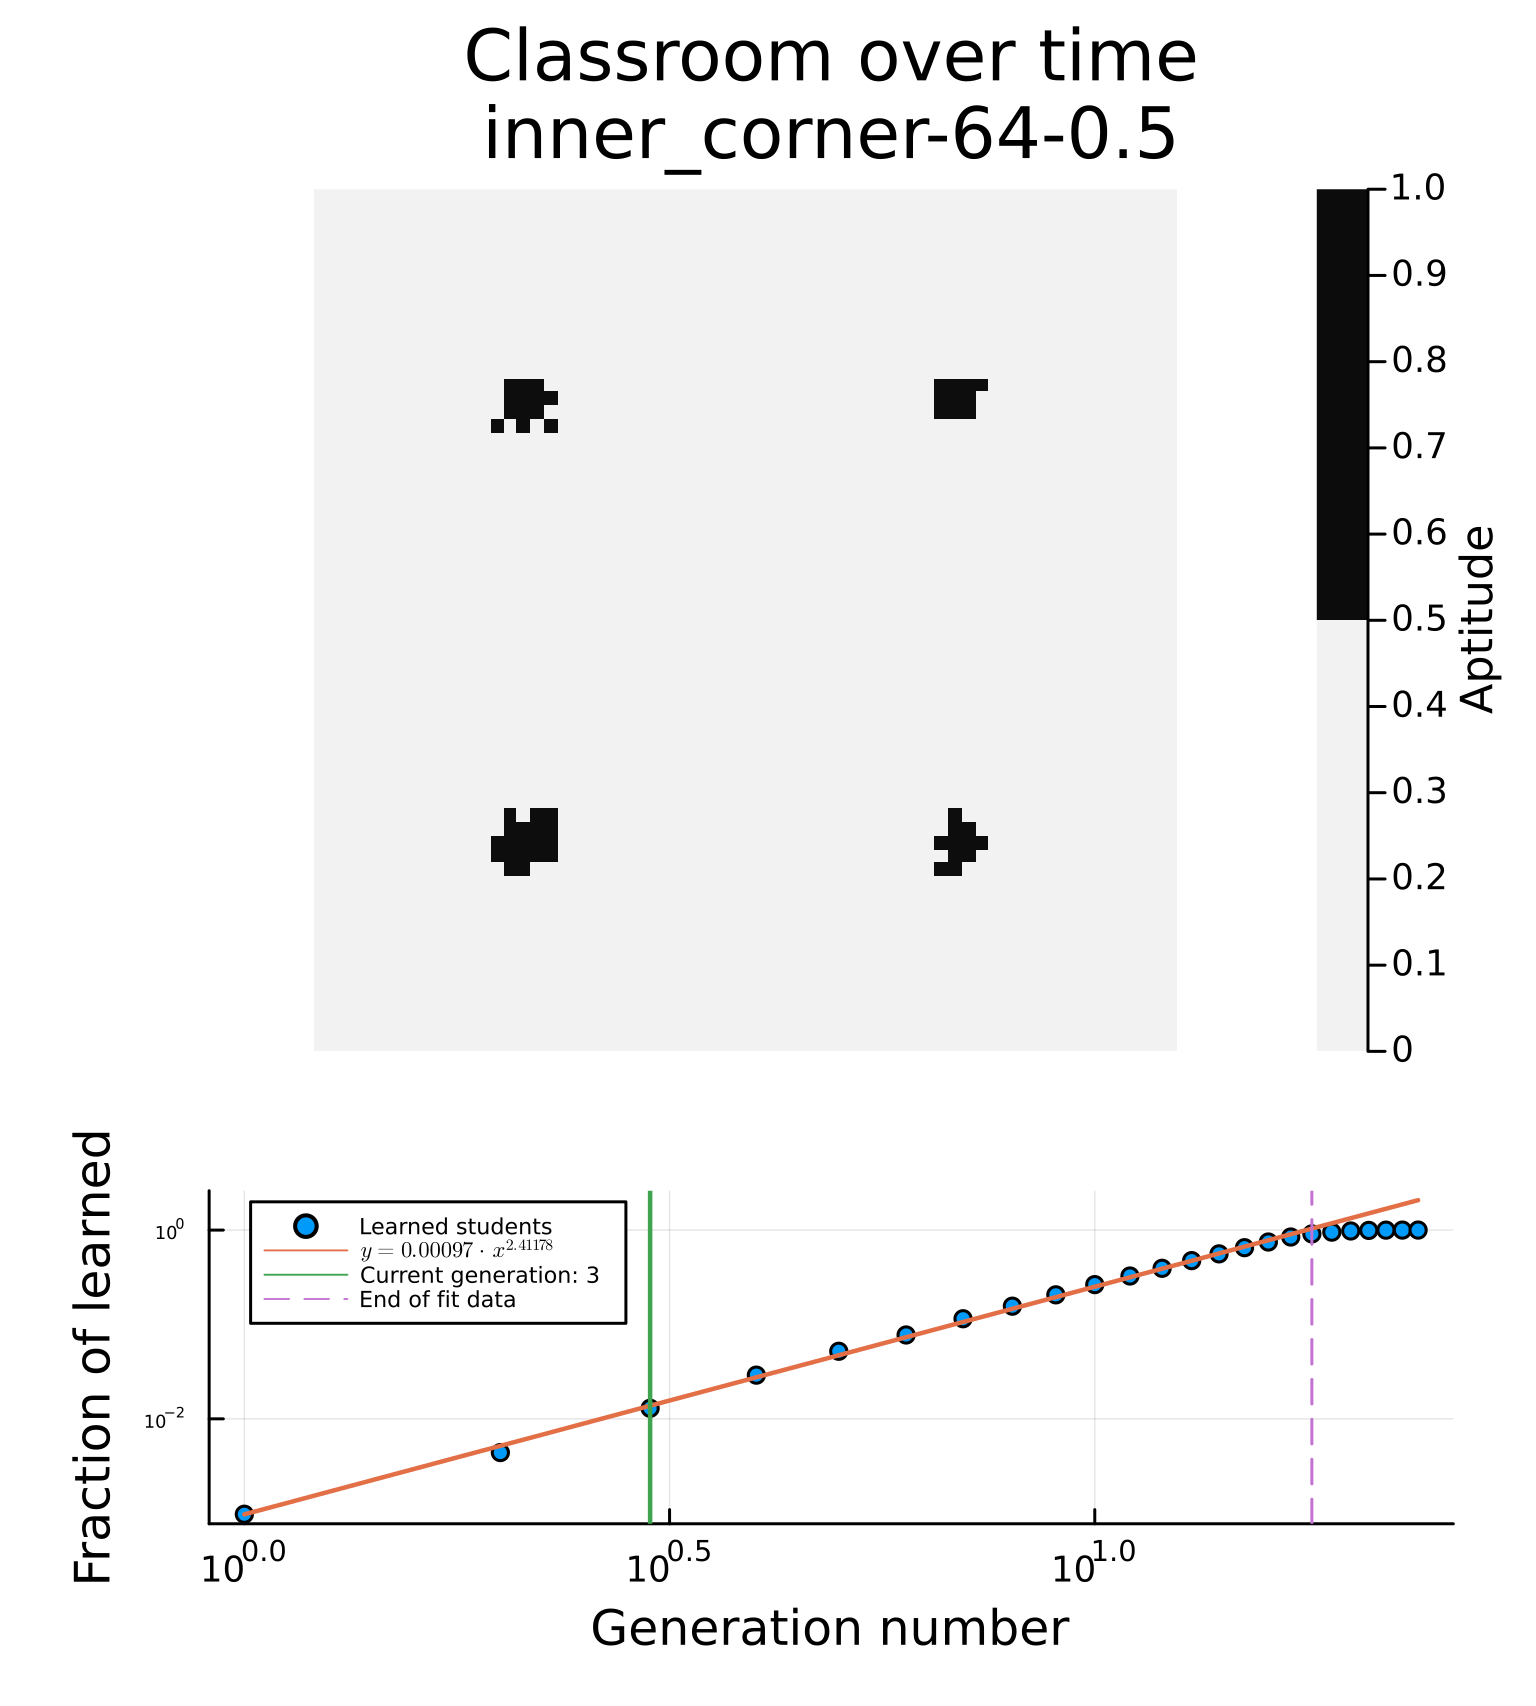 Classroom over time
inner_corner-64-0.5
1.0
0.9
0.8
0.7
0.6
0.5
0.4
0.3
0.2
0.1
0
Aptitude
Fraction of learned
10^0
10^-2
Learned students
y = 0.00097 · x^2.41178
Current generation: 3
End of fit data
10^0.0
10^0.5
10^1.0
Generation number